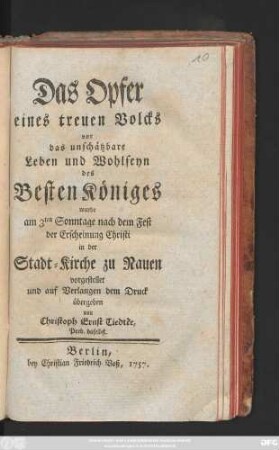 10
Das Opfer
eines treuen Volcks
vor
das unschätzbare
Leben und Wohlseyn
des
Besten Königes
wurde
am 3ten Sonntage nach dem Fest
der Erscheinung Christi
in der
Stadt-Kirche zu Nauen
vorgestellet
und auf Verlangen dem Druck
übergeben
von
Christoph Ernst Tiedtke,
Pred. daselbst.
Berlin,
bey Christian Friedrich Voß, 1757.